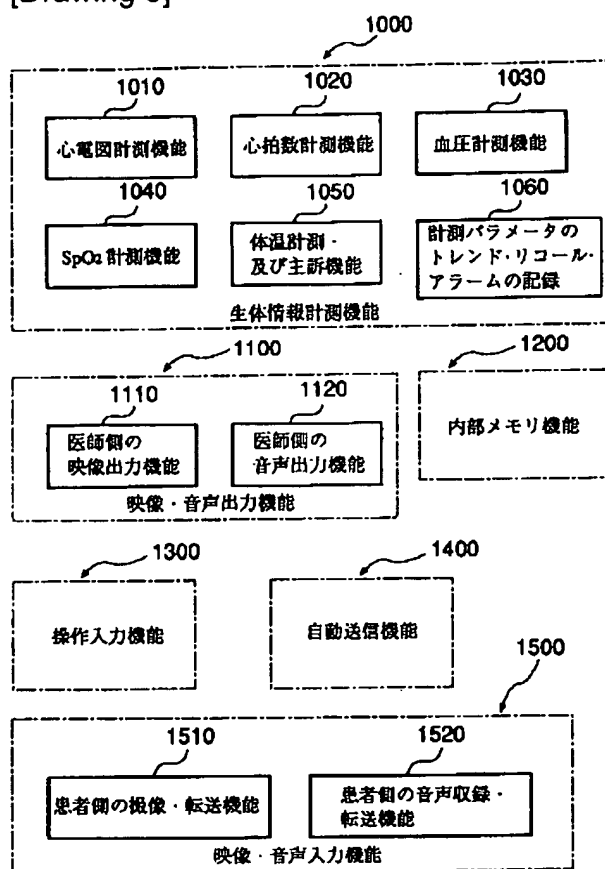 1000
1010
1020
1030
心電図計測機能
心拍数計測機能
血圧計測機能
1040
1050
1060
SpO₂ 計測機能
体温計測・
及び主訴機能
計測パラメータの
トレンド・リコール・
アラームの記録
生体情報計測機能
1100
1200
1110
1120
医師側の
映像出力機能
医師側の
音声出力機能
内部メモリ機能
映像・音声出力機能
1300
1400
操作入力機能
自動送信機能
1500
1510
1520
患者側の撮像・転送機能
患者側の音声収録・
転送機能
映像・音声入力機能